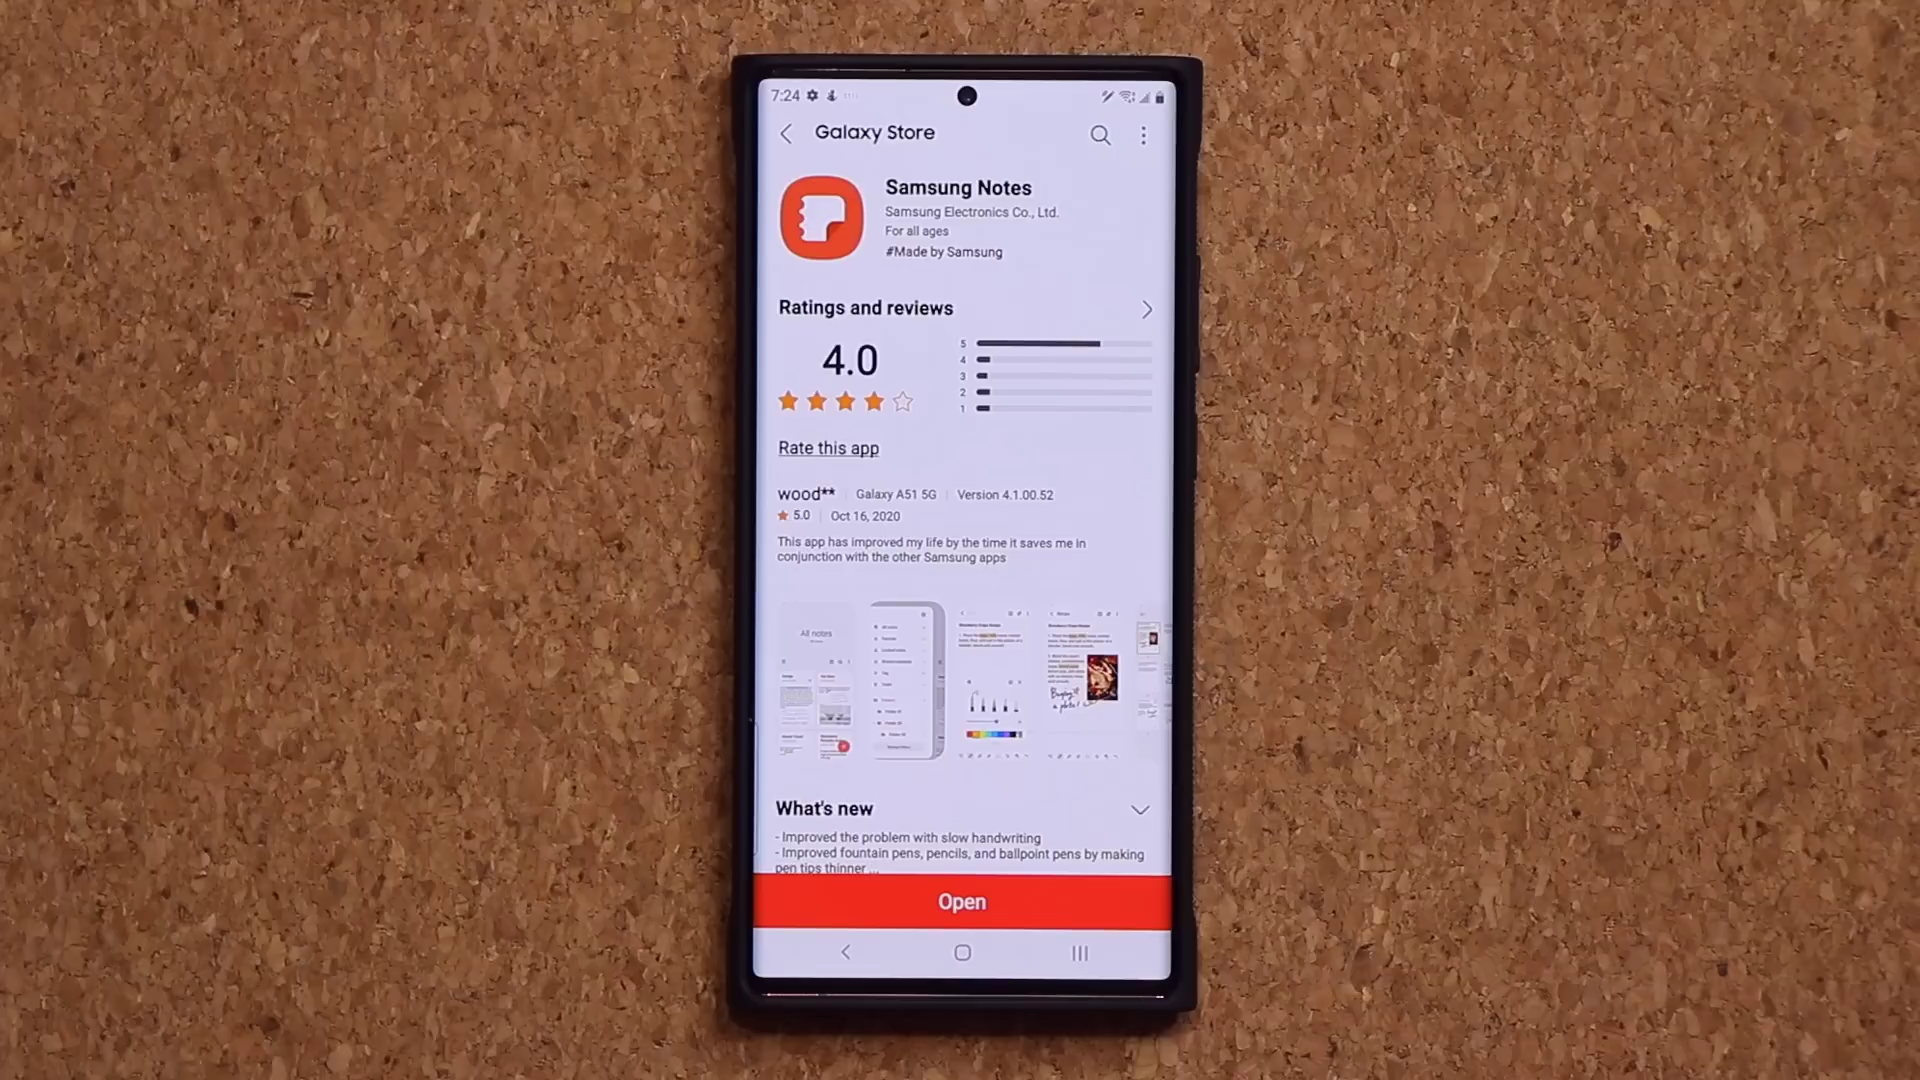 7:24
Galaxy Store
Samsung Notes
Samsung Electronics Co., Ltd.
For all ages
#Made by Samsung
Ratings and reviews
4.0
5
4
3
2
1
Rate this app
wood** Galaxy A51 5G Version 4.1.00.52
5.0 Oct 16, 2020
This app has improved my life by the time it saves me in
conjunction with the other Samsung apps
All notes
What's new
- Improved the problem with slow handwriting
- Improved fountain pens, pencils, and ballpoint pens by making
pen tips thinner ...
Open